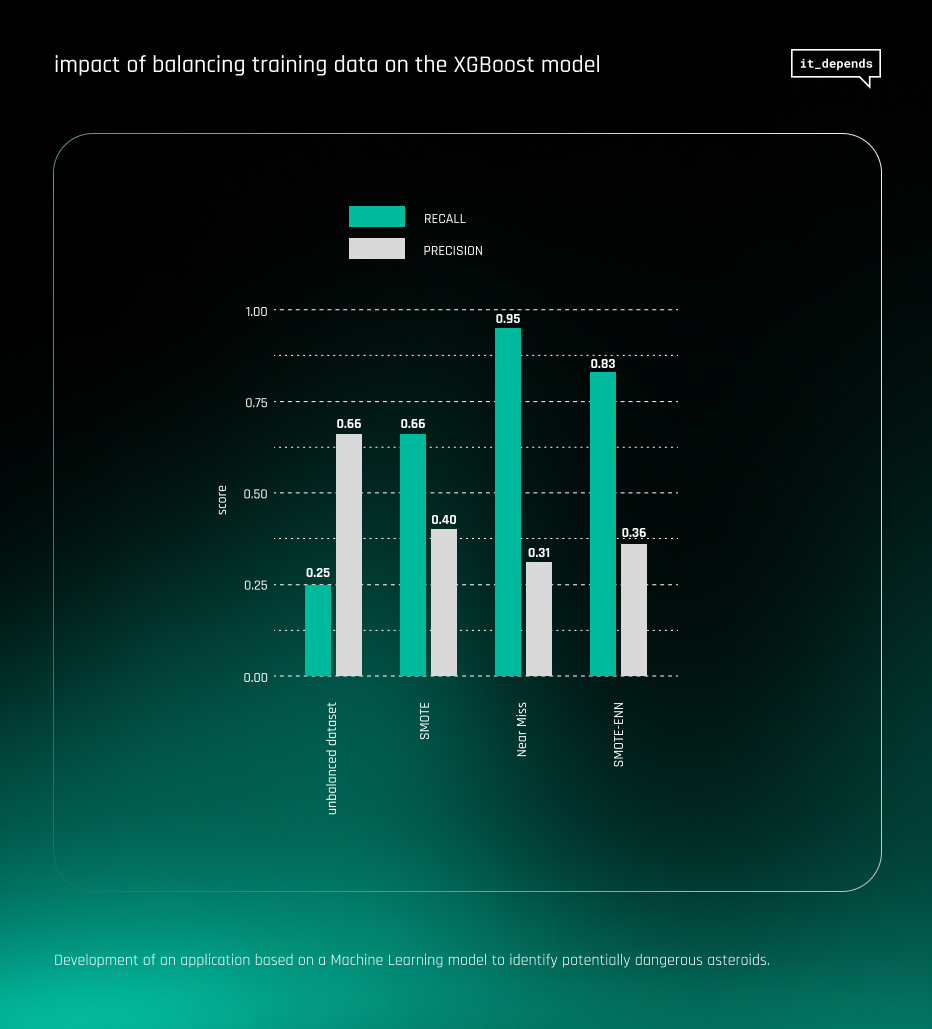 impact of balancing training data on the XGBoost model
it_depends
RECALL
PRECISION
1.00
0.75
0.50
0.25
0.00
score
0.25
0.66
0.66
0.40
0.95
0.31
0.83
0.36
unbalanced dataset
SMOTE
Near Miss
SMOTE-ENN
Development of an application based on a Machine Learning model to identify potentially dangerous asteroids.